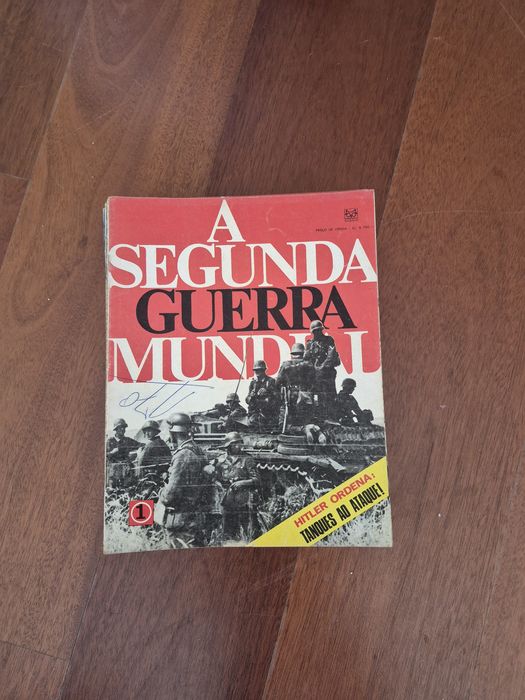 A
SEGUNDA
GUERRA
MUNDIAL
1
HITLER ORDENA:
TANQUES AO ATAQUE!